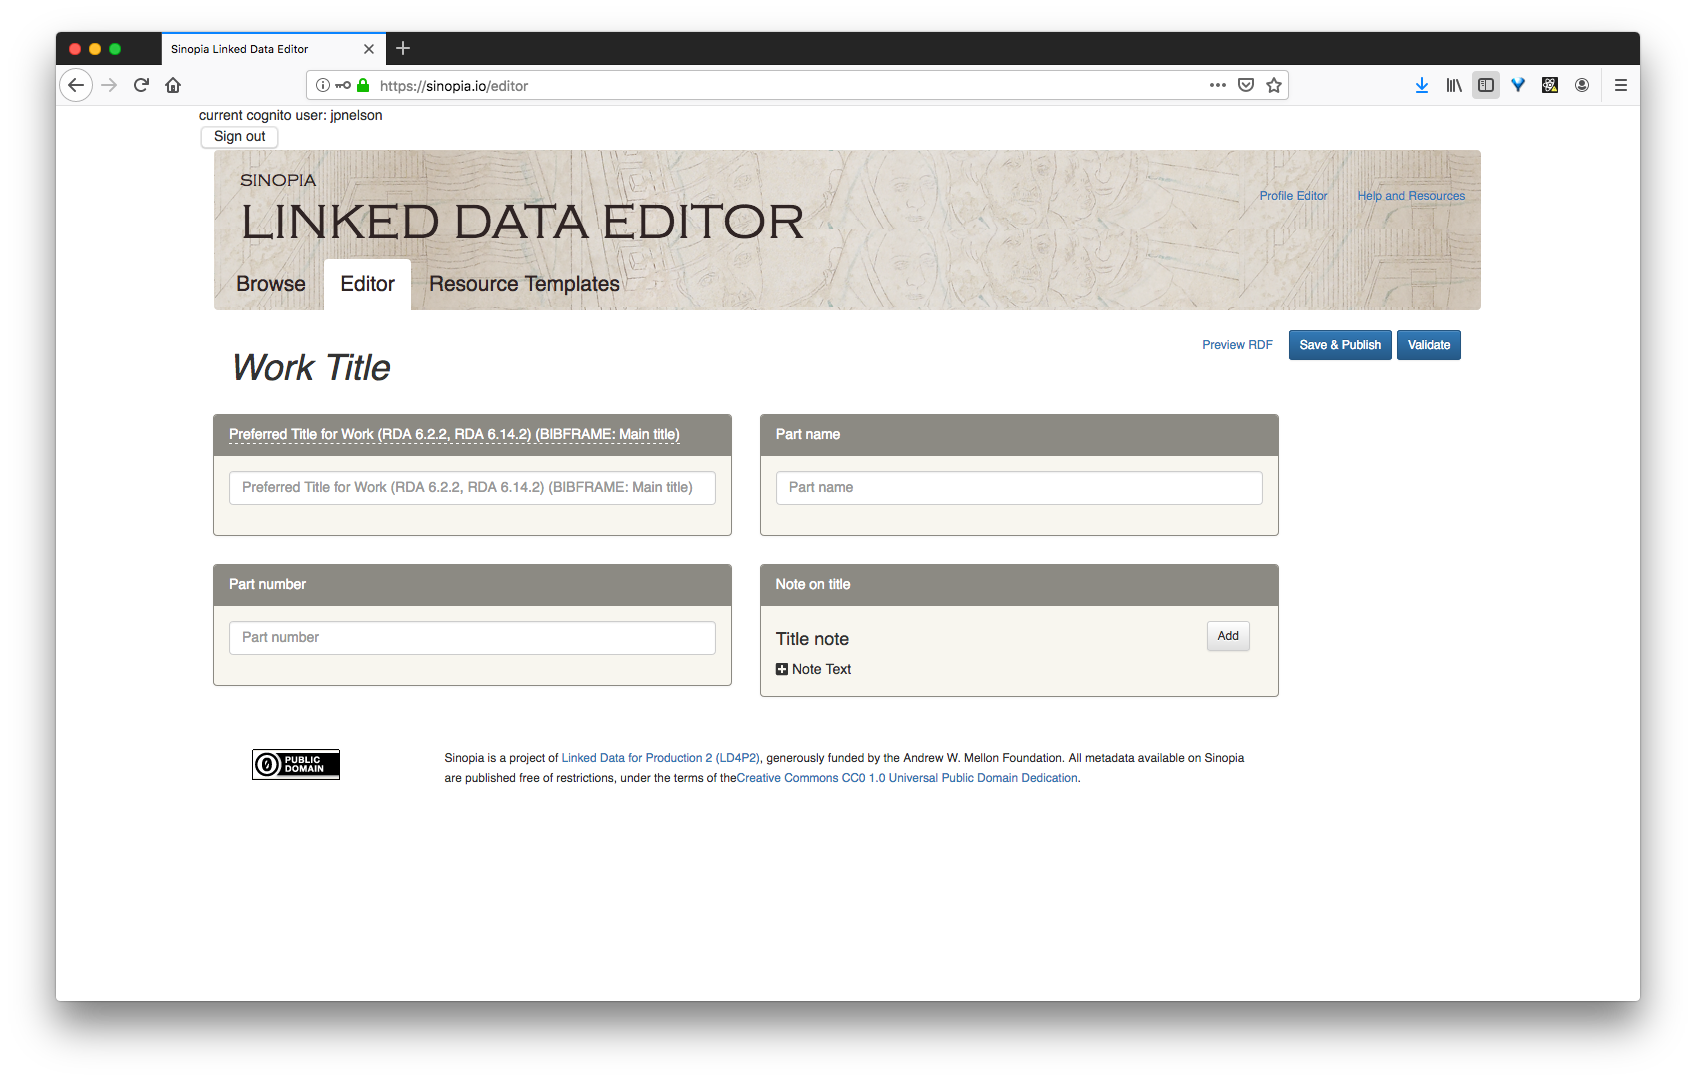 Sinopia Linked Data Editor
https://sinopia.io/editor
current cognito user: jpnelson
Sign out
SINOPIA
LINKED DATA EDITOR
Profile Editor
Help and Resources
Browse
Editor
Resource Templates
Preview RDF
Save & Publish
Validate
Work Title
Preferred Title for Work (RDA 6.2.2, RDA 6.14.2) (BIBFRAME: Main title)
Preferred Title for Work (RDA 6.2.2, RDA 6.14.2) (BIBFRAME: Main title)
Part name
Part name
Part number
Part number
Note on title
Title note
Add
Note Text
PUBLIC
DOMAIN
Sinopia is a project of Linked Data for Production 2 (LD4P2), generously funded by the Andrew W. Mellon Foundation. All metadata available on Sinopia
are published free of restrictions, under the terms of theCreative Commons CC0 1.0 Universal Public Domain Dedication.